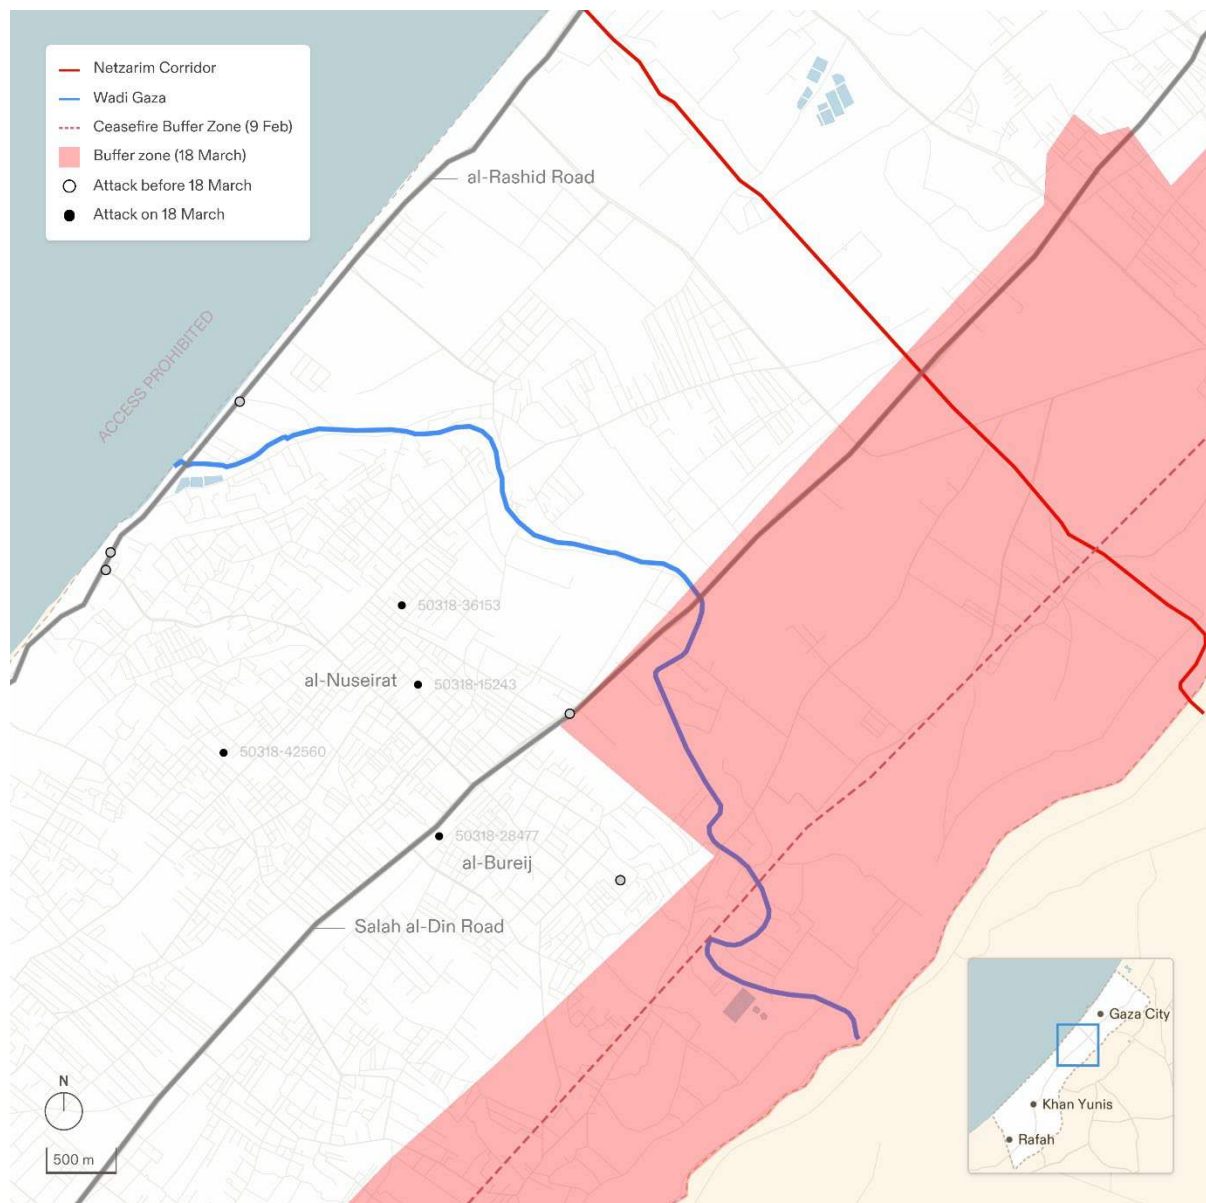 Netzarim Corridor
Wadi Gaza
Ceasefire Buffer Zone (9 Feb)
Buffer zone (18 March)
Attack before 18 March
Attack on 18 March
al-Rashid Road
ACCESS PROHIBITED
50318-36153
al-Nuseirat
50318-15243
50318-42560
50318-28477
al-Bureij
Salah al-Din Road
N
500 m
Gaza City
Khan Yunis
Rafah